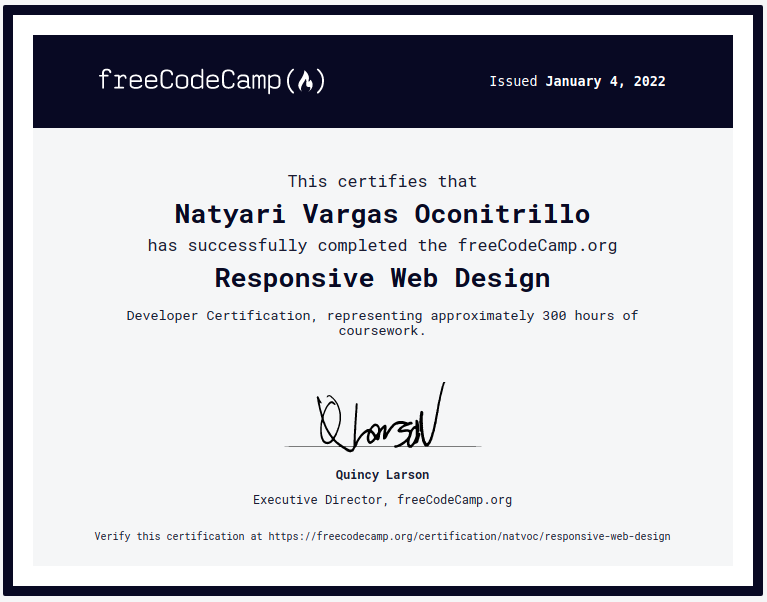 freeCodeCamp(🔥)
Issued January 4, 2022
This certifies that
Natyari Vargas Oconitrillo
has successfully completed the freeCodeCamp.org
Responsive Web Design
Developer Certification, representing approximately 300 hours of
coursework.
Q Larson
Quincy Larson
Executive Director, freeCodeCamp.org
Verify this certification at https://freecodecamp.org/certification/natvoc/responsive-web-design